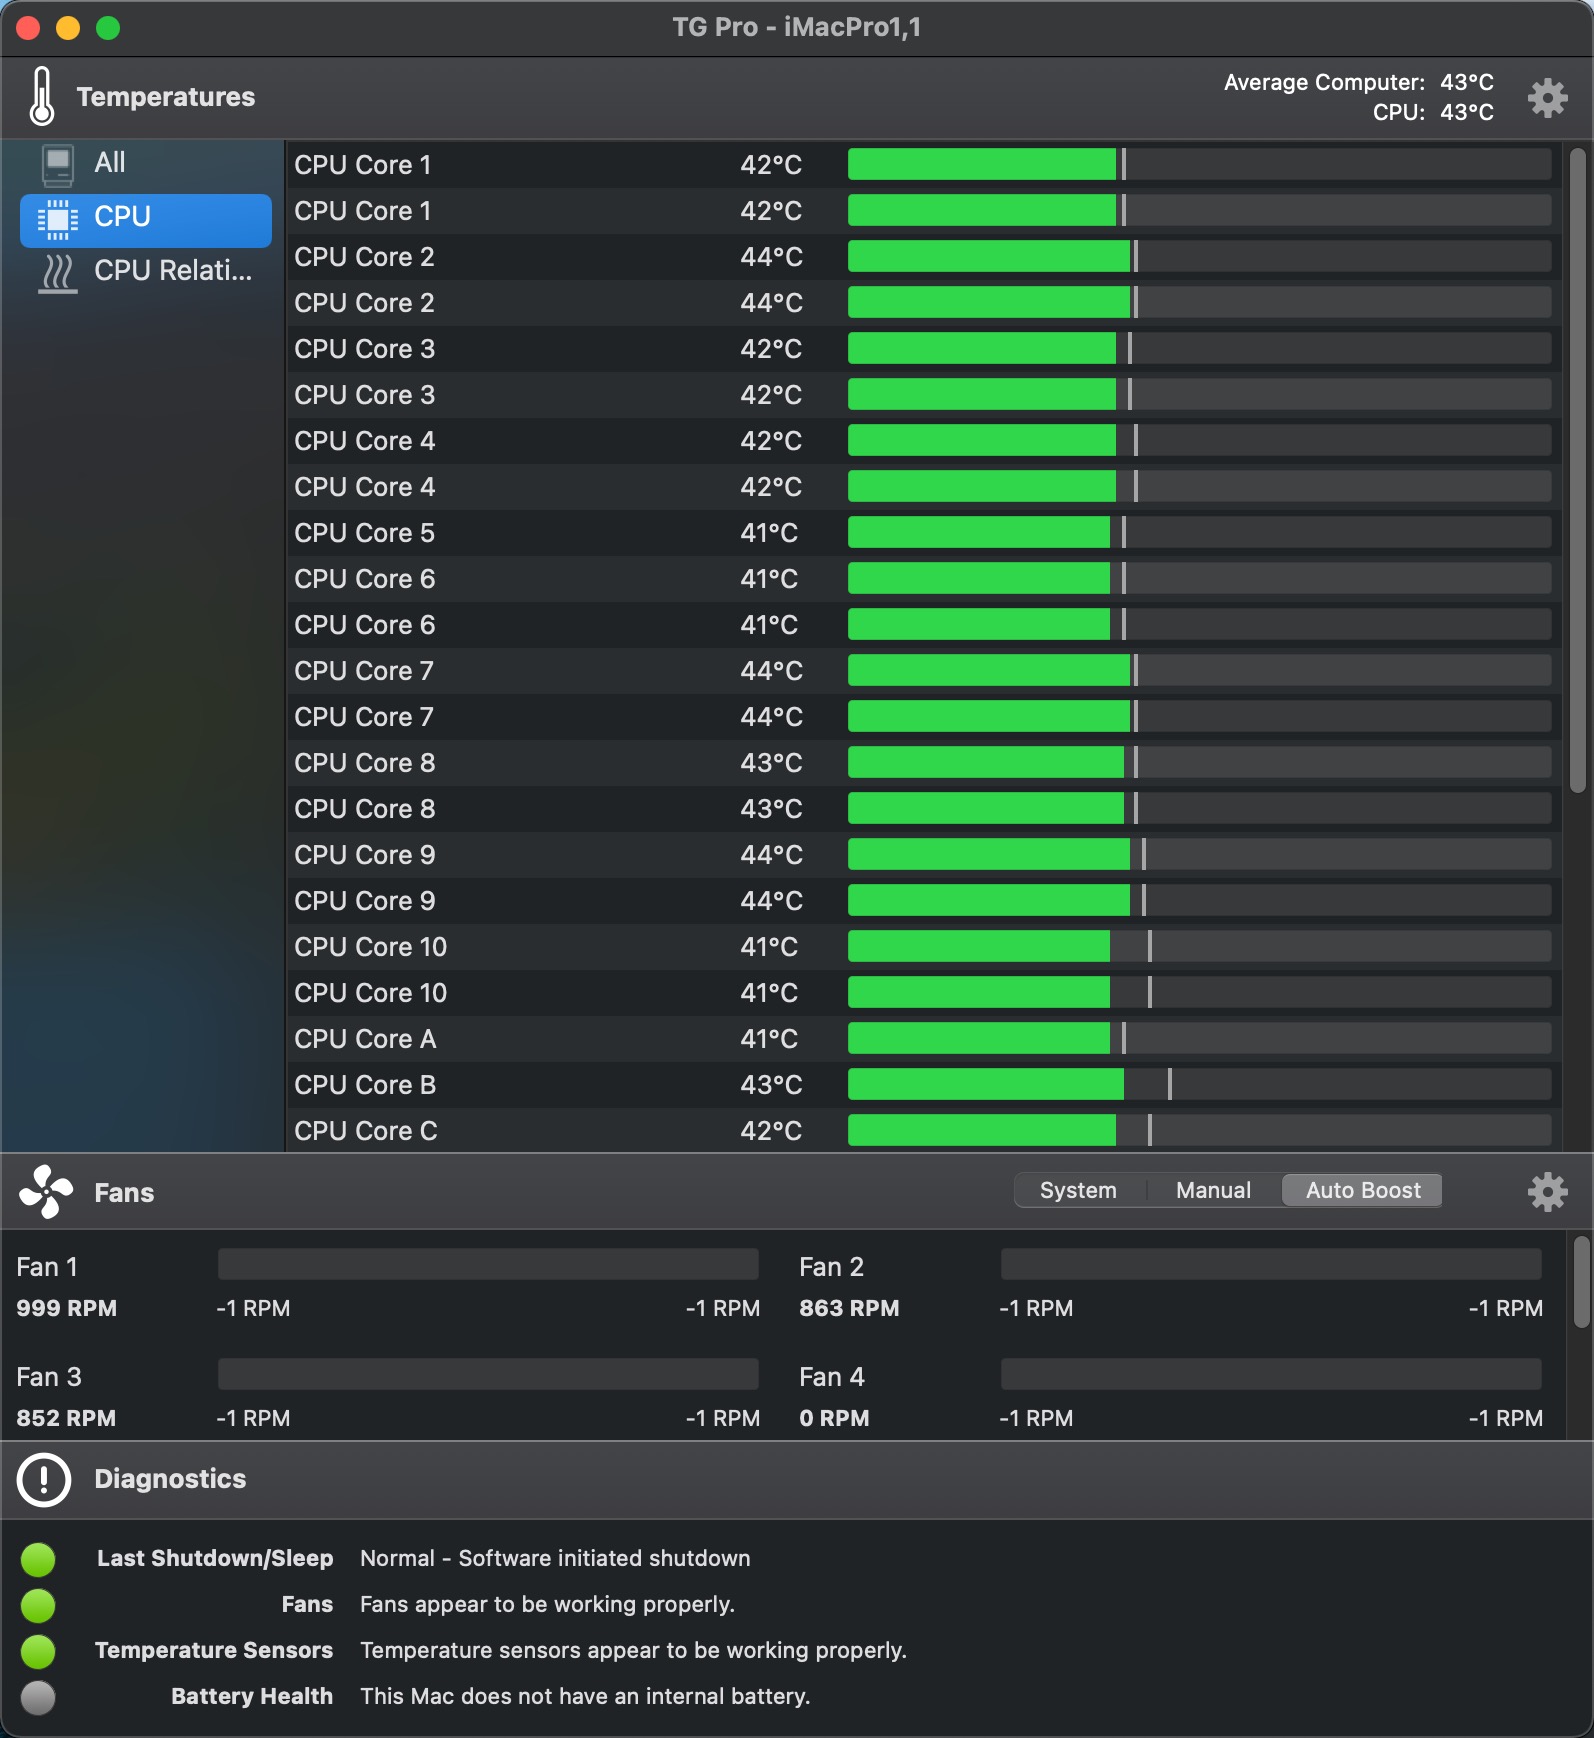 TG Pro - iMacPro1,1
Temperatures
Average Computer: 43°C
CPU: 43°C
All
CPU
CPU Relati...
CPU Core 1 42°C
CPU Core 1 42°C
CPU Core 2 44°C
CPU Core 2 44°C
CPU Core 3 42°C
CPU Core 3 42°C
CPU Core 4 42°C
CPU Core 4 42°C
CPU Core 5 41°C
CPU Core 6 41°C
CPU Core 6 41°C
CPU Core 7 44°C
CPU Core 7 44°C
CPU Core 8 43°C
CPU Core 8 43°C
CPU Core 9 44°C
CPU Core 9 44°C
CPU Core 10 41°C
CPU Core 10 41°C
CPU Core A 41°C
CPU Core B 43°C
CPU Core C 42°C
Fans
System Manual Auto Boost
Fan 1
999 RPM -1 RPM -1 RPM
Fan 2
863 RPM -1 RPM -1 RPM
Fan 3
852 RPM -1 RPM -1 RPM
Fan 4
0 RPM -1 RPM -1 RPM
Diagnostics
Last Shutdown/Sleep Normal - Software initiated shutdown
Fans Fans appear to be working properly.
Temperature Sensors Temperature sensors appear to be working properly.
Battery Health This Mac does not have an internal battery.